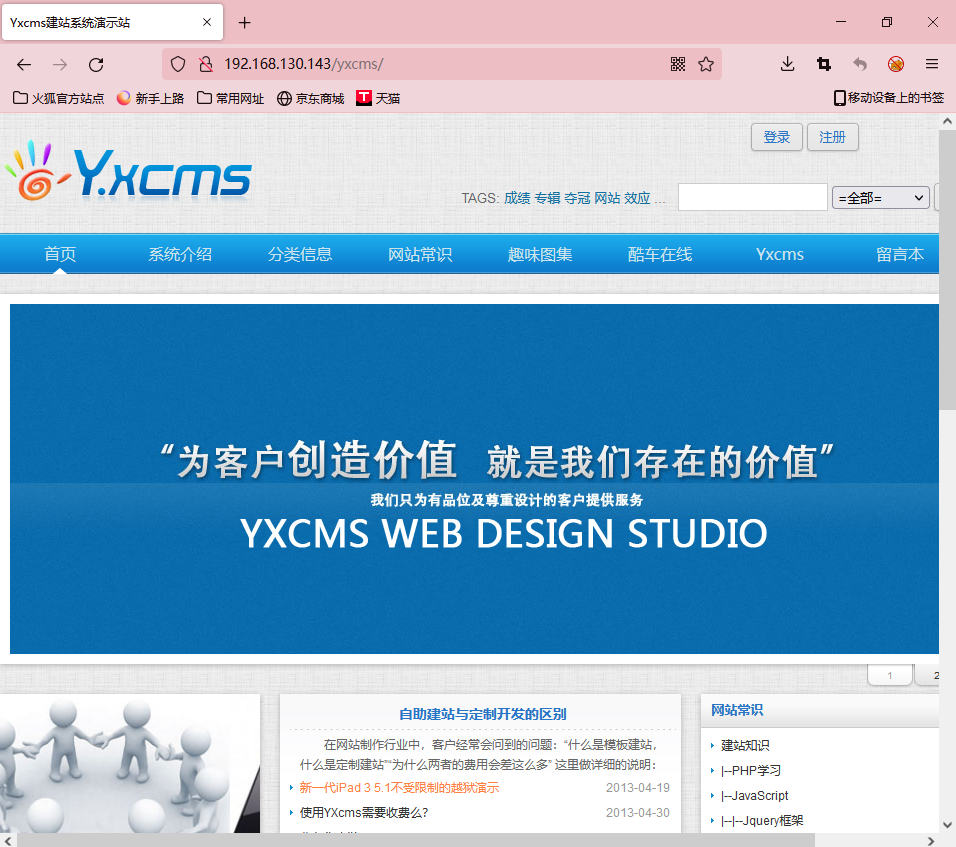 Yxcms建站系统演示站
192.168.130.143/yxcms/
火狐官方站点 新手上路 常用网址 京东商城 T 天猫 移动设备上的书签
登录 注册
Y.xcms
TAGS: 成绩 专辑 夺冠 网站 效应 ... =全部=
首页 系统介绍 分类信息 网站常识 趣味图集 酷车在线 Yxcms 留言本
“为客户创造价值 就是我们存在的价值”
我们只为有品位及尊重设计的客户提供服务
YXCMS WEB DESIGN STUDIO
1 2
自助建站与定制开发的区别
在网站制作行业中，客户经常会问到的问题：“什么是模板建站，
什么是定制建站”“为什么两者的费用会差这么多” 这里做详细的说明：
新一代iPad 3 5.1不受限制的越狱演示 2013-04-19
使用YXcms需要收费么? 2013-04-30
网站常识
建站知识
|--PHP学习
|--JavaScript
|--|--Jquery框架